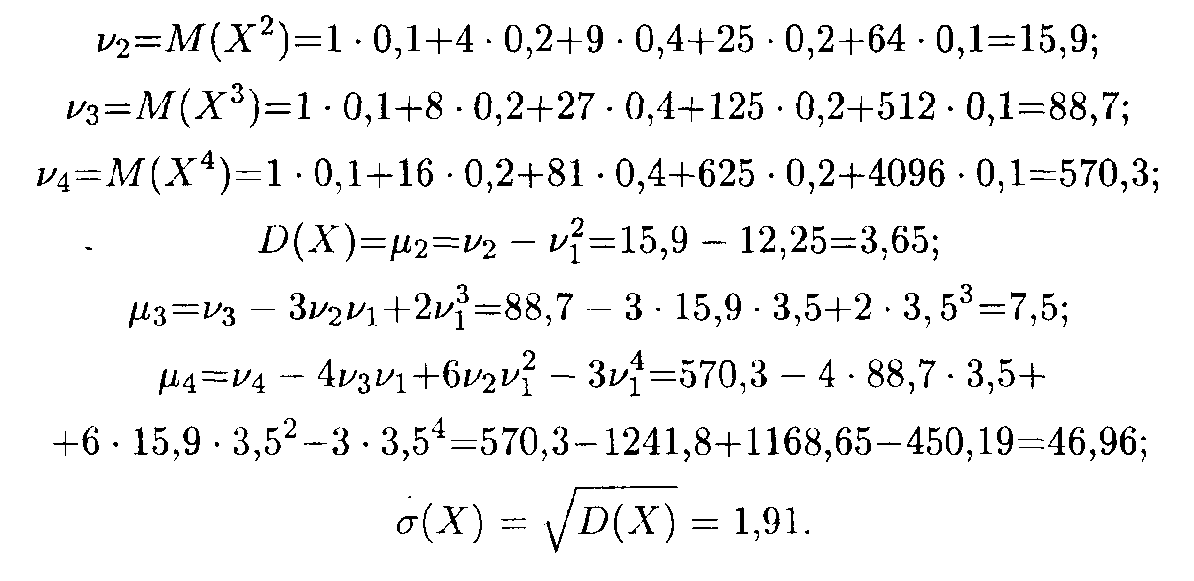 ν₂=M(X²)=1 · 0,1+4 · 0,2+9 · 0,4+25 · 0,2+64 · 0,1=15,9;
ν₃=M(X³)=1 · 0,1+8 · 0,2+27 · 0,4+125 · 0,2+512 · 0,1=88,7;
ν₄=M(X⁴)=1 · 0,1+16 · 0,2+81 · 0,4+625 · 0,2+4096 · 0,1=570,3;
D(X)=μ₂=ν₂ − ν₁²=15,9 − 12,25=3,65;
μ₃=ν₃ − 3ν₂ν₁+2ν₁³=88,7 − 3 · 15,9 · 3,5+2 · 3,5³=7,5;
μ₄=ν₄ − 4ν₃ν₁+6ν₂ν₁² − 3ν₁⁴=570,3 − 4 · 88,7 · 3,5+
+6 · 15,9 · 3,5²−3 · 3,5⁴=570,3−1241,8+1168,65−450,19=46,96;
σ(X) = √D(X) = 1,91.